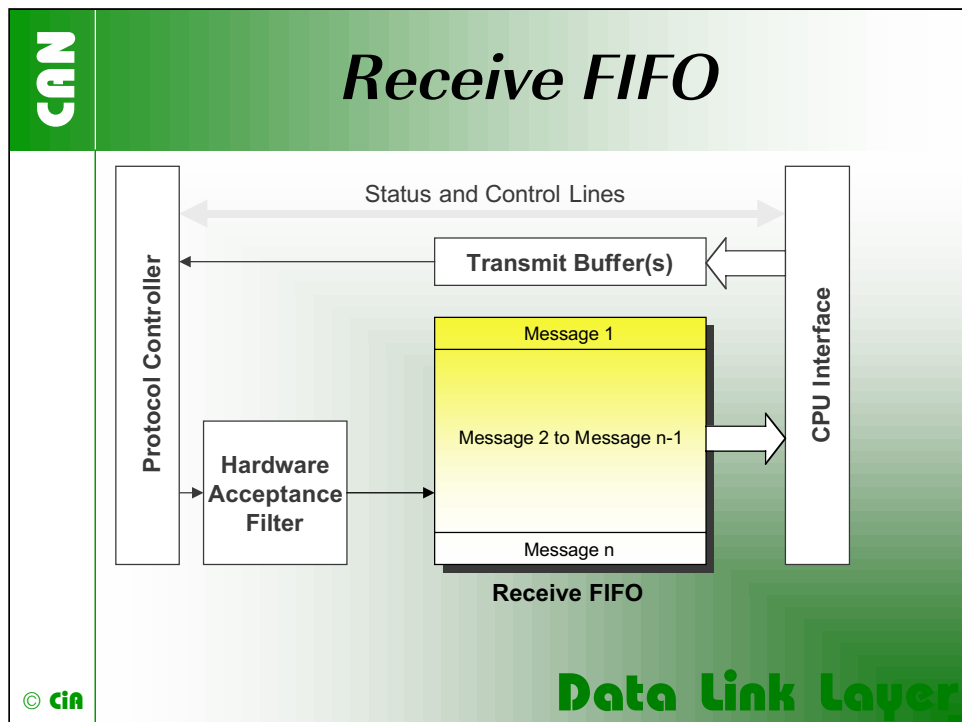 CAN
Receive FIFO
Status and Control Lines
Protocol Controller
Transmit Buffer(s)
CPU Interface
Message 1
Message 2 to Message n-1
Hardware
Acceptance
Filter
Message n
Receive FIFO
© CiA
Data Link Layer